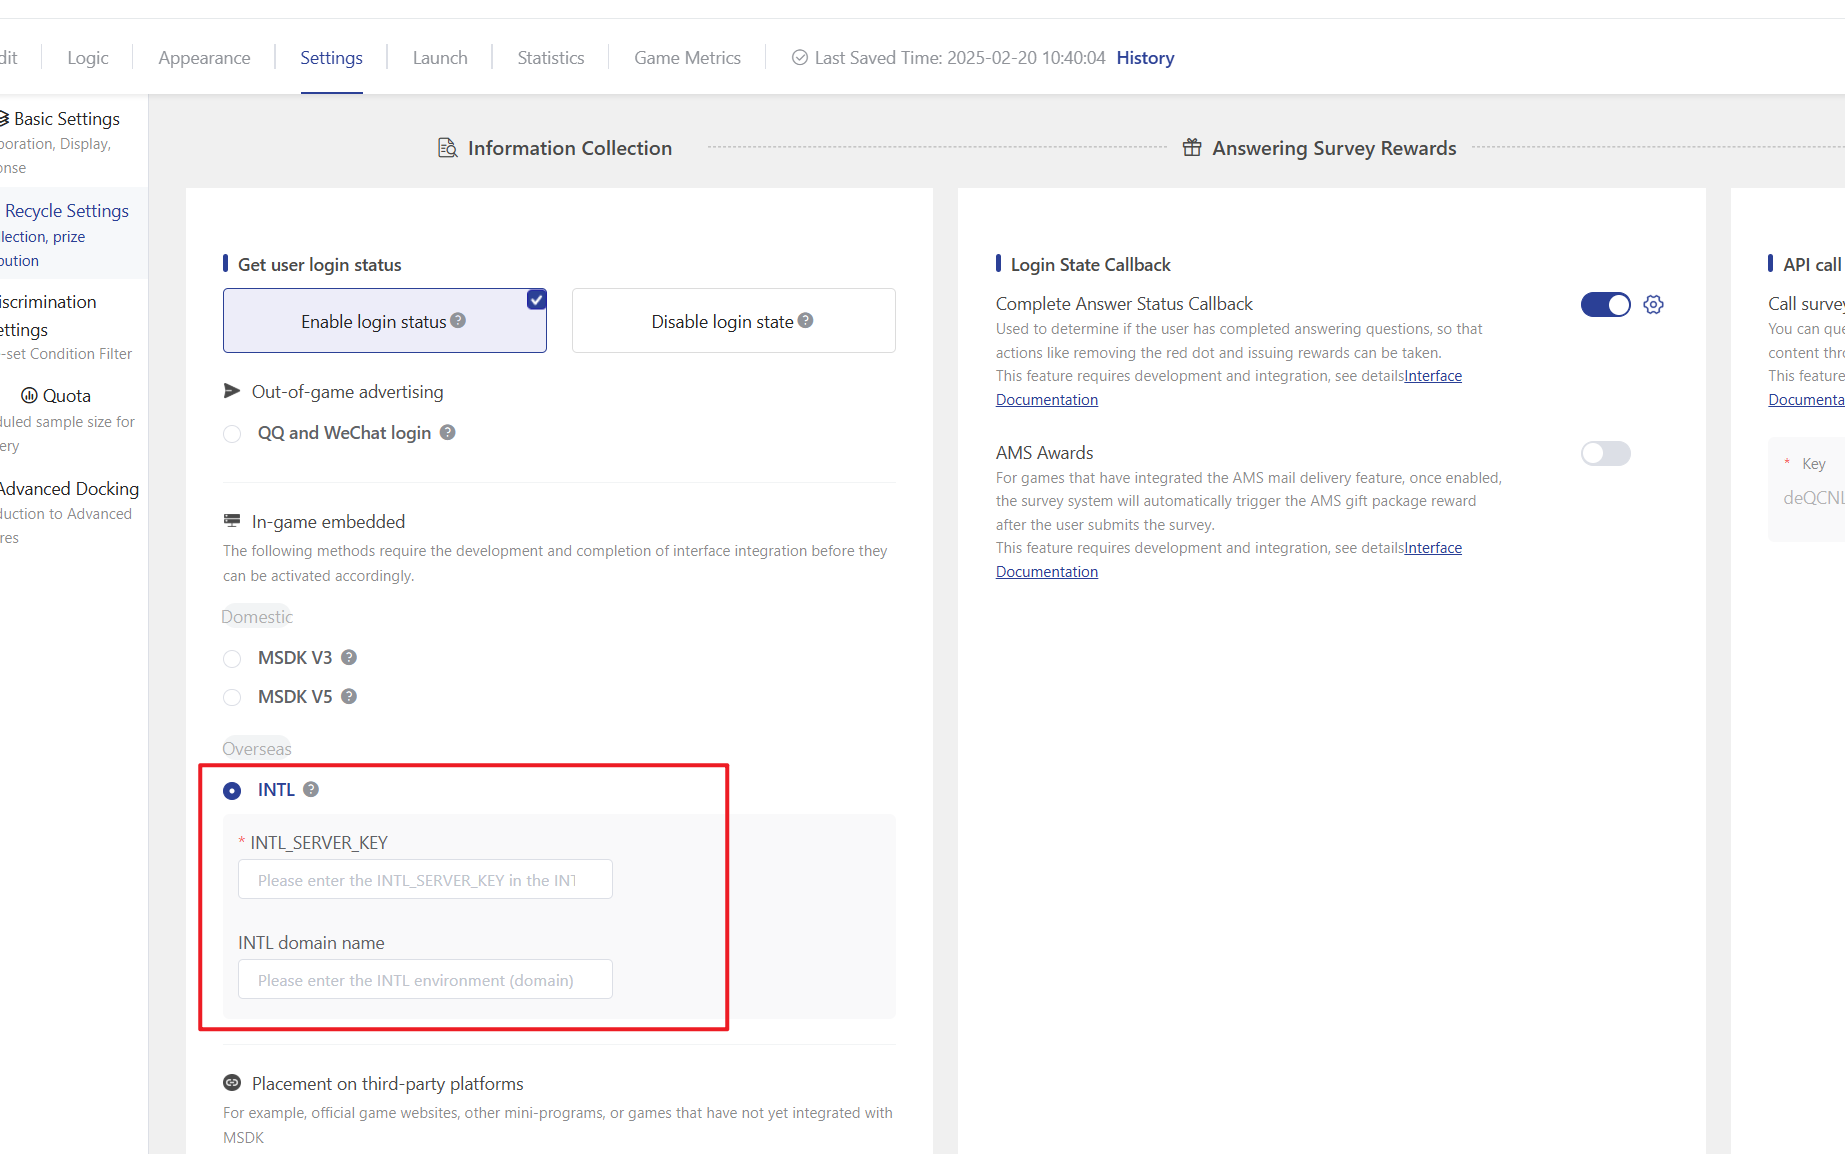 dit
Logic
Appearance
Settings
Launch
Statistics
Game Metrics
Last Saved Time: 2025-02-20 10:40:04 History
Basic Settings
boration, Display,
onse
Recycle Settings
lection, prize
bution
iscrimination
ettings
-set Condition Filter
Quota
duled sample size for
ery
Advanced Docking
duction to Advanced
res
Information Collection
Get user login status
Enable login status
Disable login state
Out-of-game advertising
QQ and WeChat login
In-game embedded
The following methods require the development and completion of interface integration before they
can be activated accordingly.
Domestic
MSDK V3
MSDK V5
Overseas
INTL
* INTL_SERVER_KEY
Please enter the INTL_SERVER_KEY in the INT
INTL domain name
Please enter the INTL environment (domain)
Placement on third-party platforms
For example, official game websites, other mini-programs, or games that have not yet integrated with
MSDK
Answering Survey Rewards
Login State Callback
Complete Answer Status Callback
Used to determine if the user has completed answering questions, so that
actions like removing the red dot and issuing rewards can be taken.
This feature requires development and integration, see detailsInterface
Documentation
AMS Awards
For games that have integrated the AMS mail delivery feature, once enabled,
the survey system will automatically trigger the AMS gift package reward
after the user submits the survey.
This feature requires development and integration, see detailsInterface
Documentation
API call
Call survey
You can que
content thro
This feature
Documenta
* Key
deQCNL